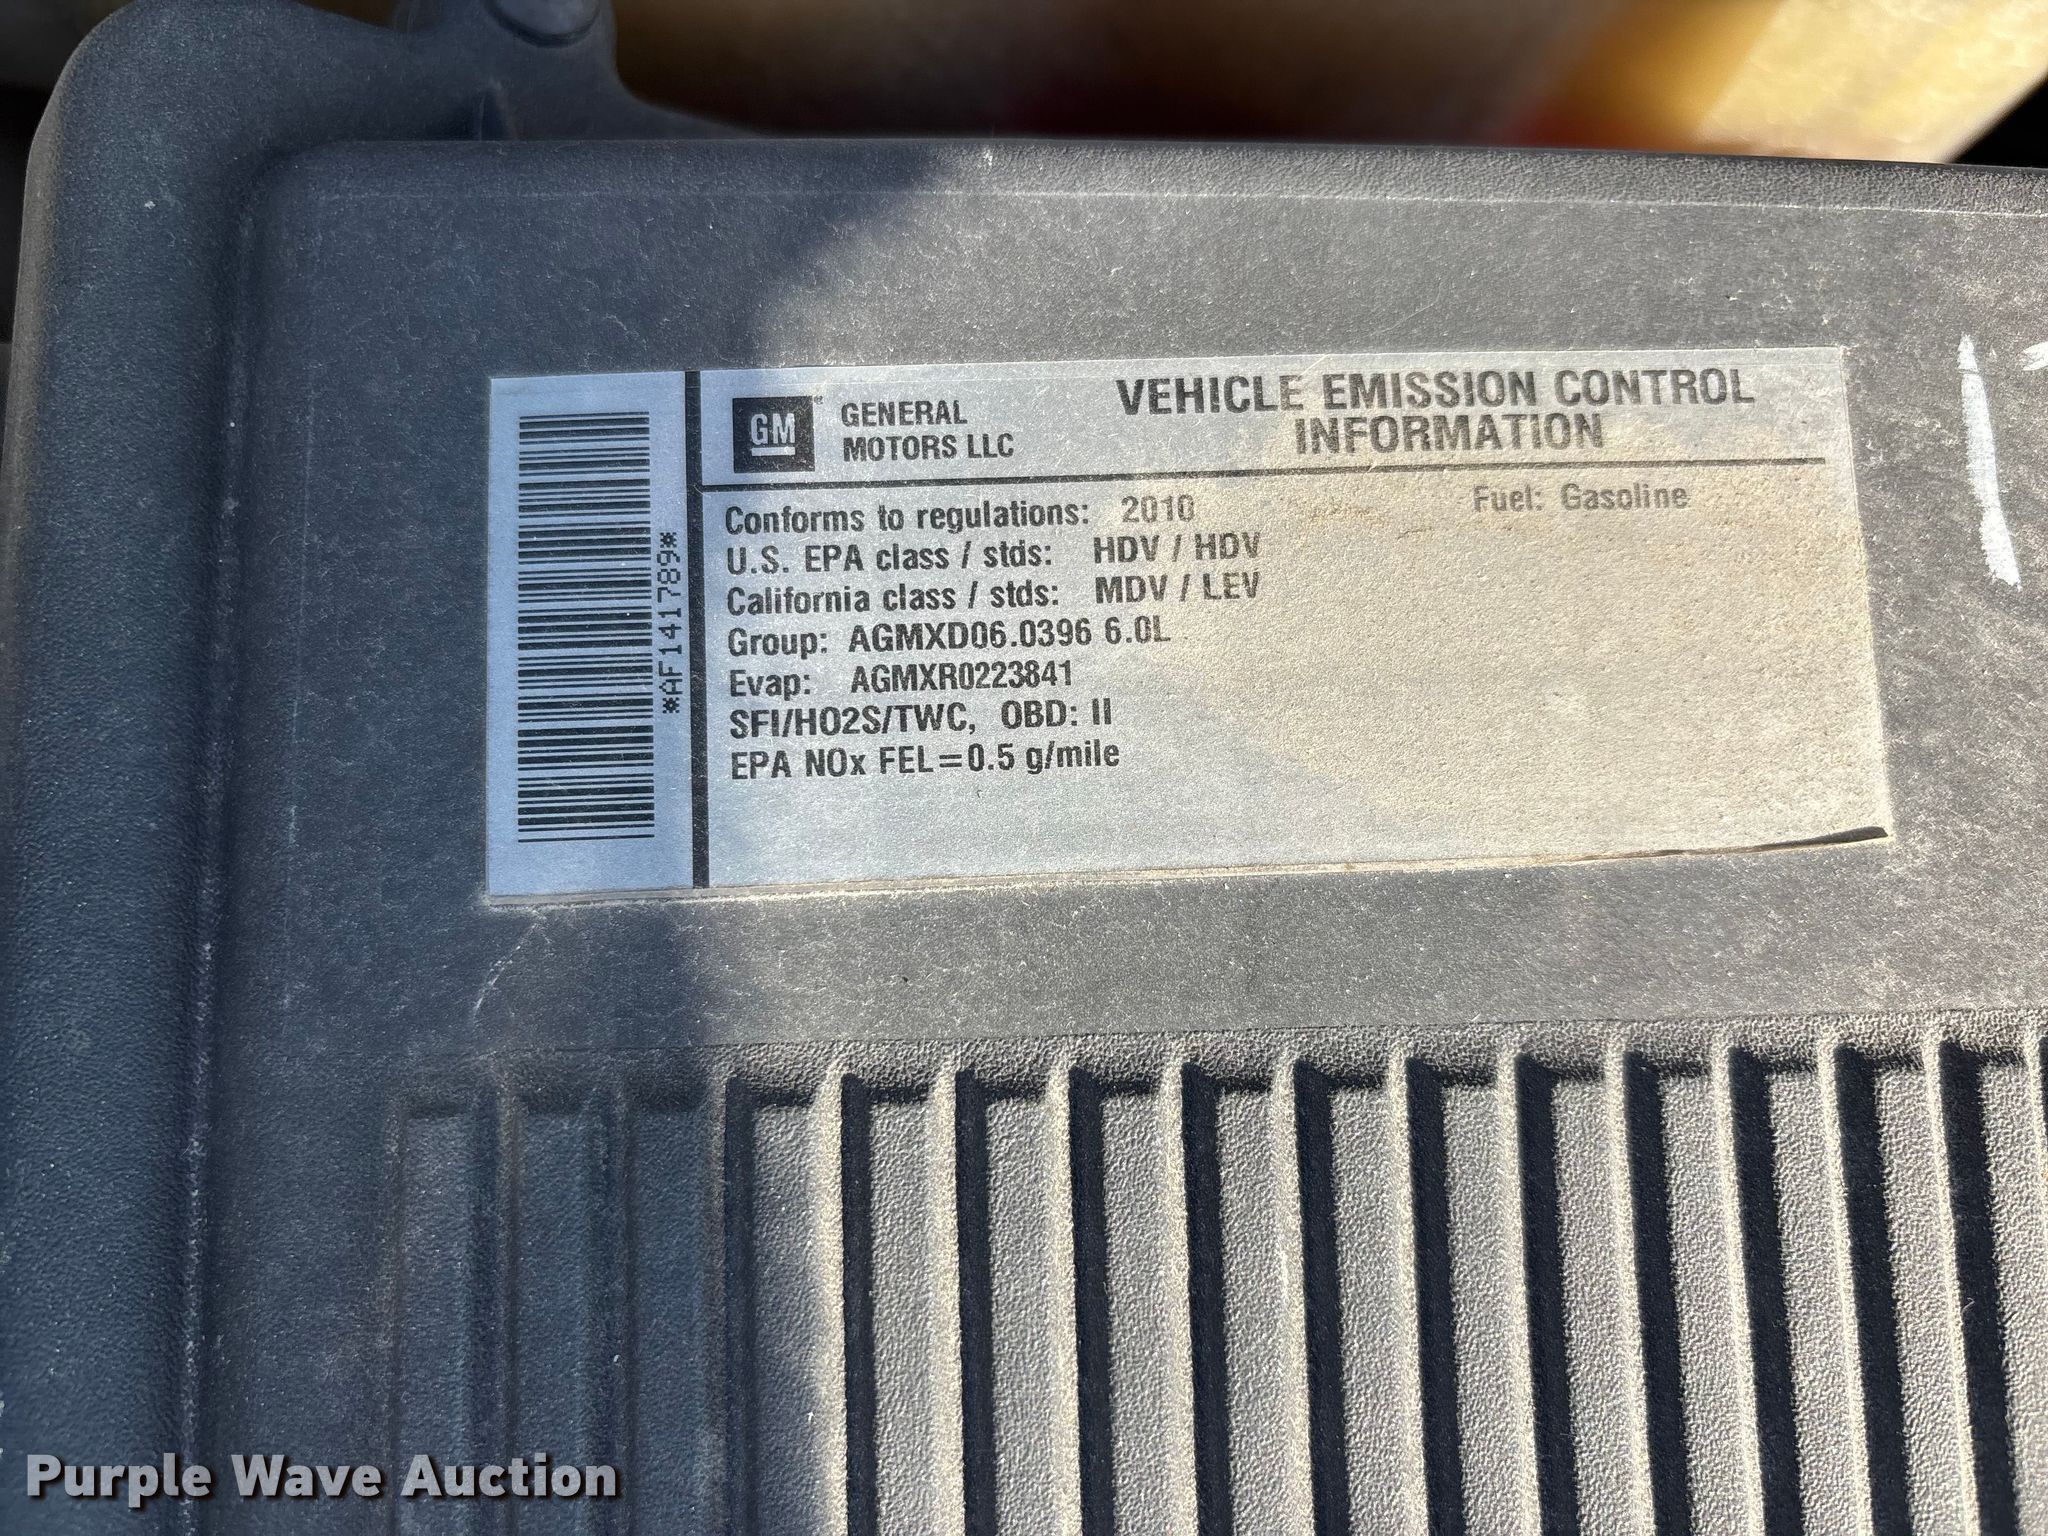 GM
GENERAL
MOTORS LLC
VEHICLE EMISSION CONTROL
INFORMATION
Conforms to regulations: 2010 Fuel: Gasoline
U.S. EPA class / stds: HDV / HDV
California class / stds: MDV / LEV
Group: AGMXD06.0396 6.0L
Evap: AGMXR0223841
SFI/HO2S/TWC, OBD: II
EPA NOx FEL=0.5 g/mile
*AF141789*
Purple Wave Auction